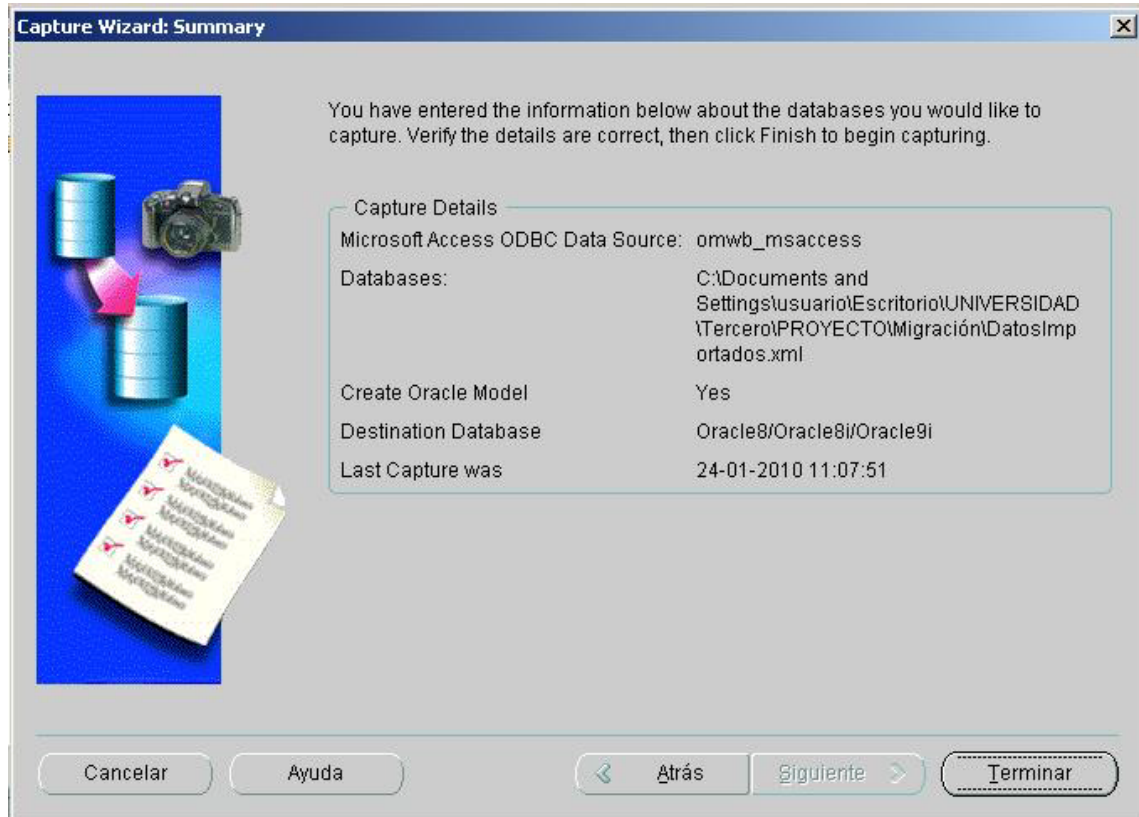 Capture Wizard: Summary
You have entered the information below about the databases you would like to
capture. Verify the details are correct, then click Finish to begin capturing.
Capture Details
Microsoft Access ODBC Data Source: omwb_msaccess
Databases: C:\Documents and
Settings\usuario\Escritorio\UNIVERSIDAD
\Tercero\PROYECTO\Migración\DatosImp
ortados.xml
Create Oracle Model Yes
Destination Database Oracle8/Oracle8i/Oracle9i
Last Capture was 24-01-2010 11:07:51
Cancelar Ayuda Atrás Siguiente Terminar